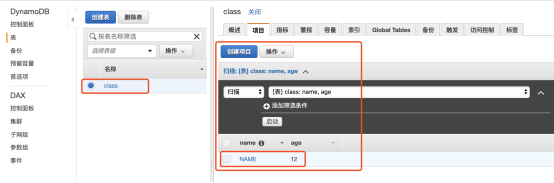 DynamoDB
控制面板
表
备份
预留容量
首选项
DAX
控制面板
集群
子网组
参数组
事件
创建表 删除表
按表名称筛选
选择表组 操作
名称
class
class 关闭
概述 项目 指标 警报 容量 索引 Global Tables 备份 触发 访问控制 标签
创建项目 操作
扫描: [表] class: name, age
扫描 [表] class: name, age
添加筛选条件
启动
name age
NAME 12